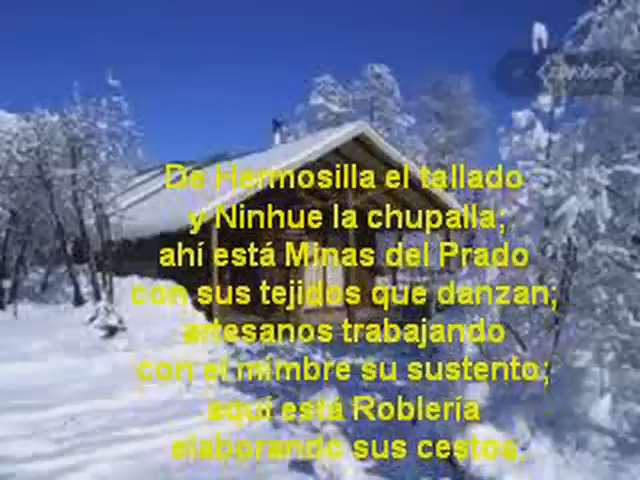 De Hermosilla el tallado
y Ninhue la chupalla;
ahí está Minas del Prado
con sus tejidos que danzan;
artesanos trabajando
con el mimbre su sustento;
aquí está Roblería
elaborando sus cestos.